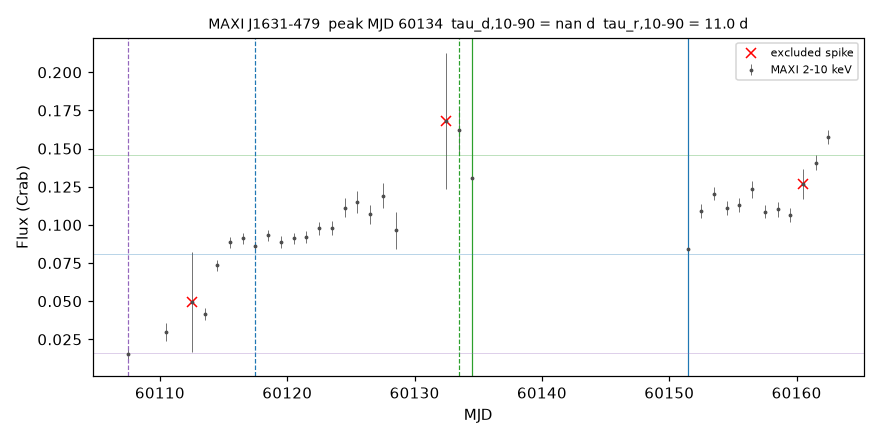 MAXI J1631-479  peak MJD 60134  tau_d,10-90 = nan d  tau_r,10-90 = 11.0 d
excluded spike
MAXI 2-10 keV
Flux (Crab)
0.200
0.175
0.150
0.125
0.100
0.075
0.050
0.025
60110
60120
60130
60140
60150
60160
MJD